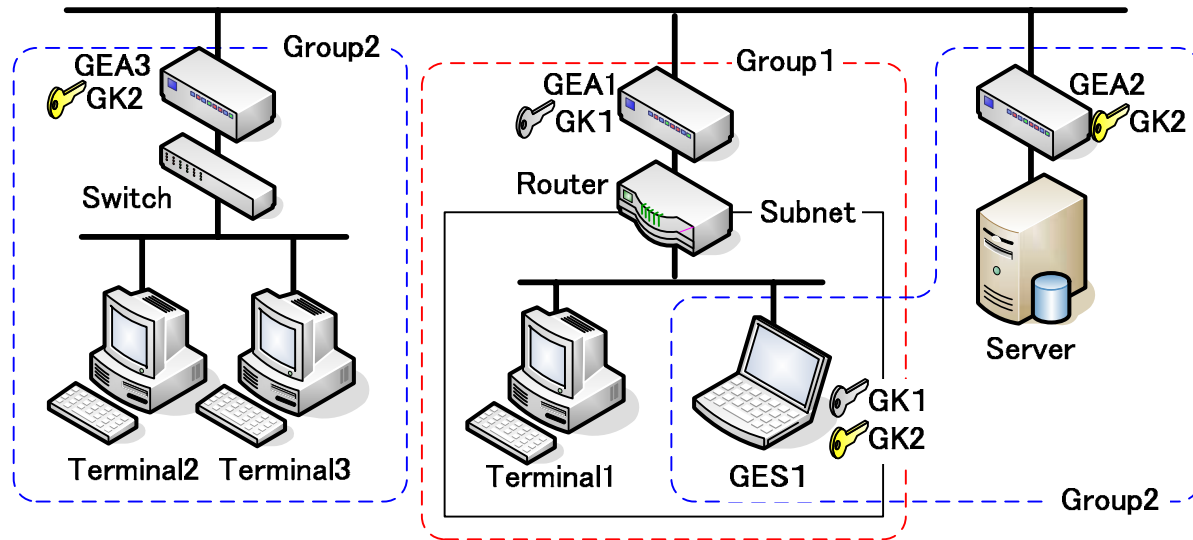 Group2
GEA3
GK2
Switch
Terminal2
Terminal3
Group1
GEA1
GK1
Router
Subnet
Terminal1
GES1
GK1
GK2
GEA2
GK2
Server
Group2